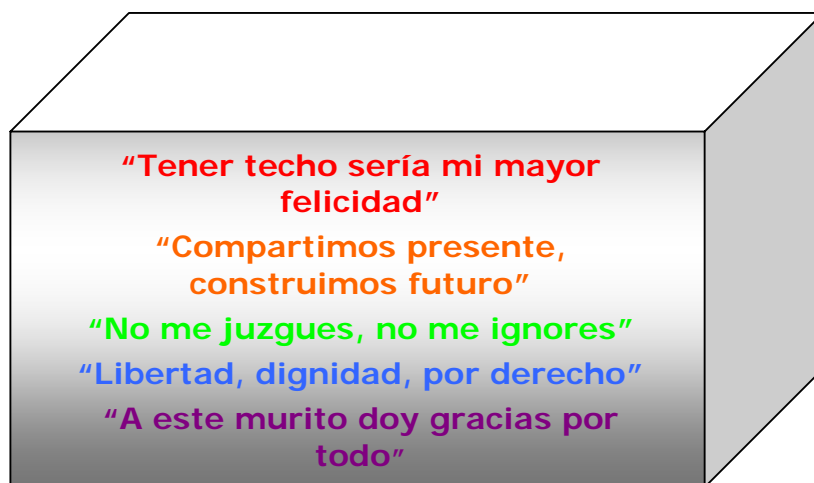 “Tener techo sería mi mayor
felicidad”
“Compartimos presente,
construimos futuro”
“No me juzgues, no me ignores”
“Libertad, dignidad, por derecho”
“A este murito doy gracias por
todo”